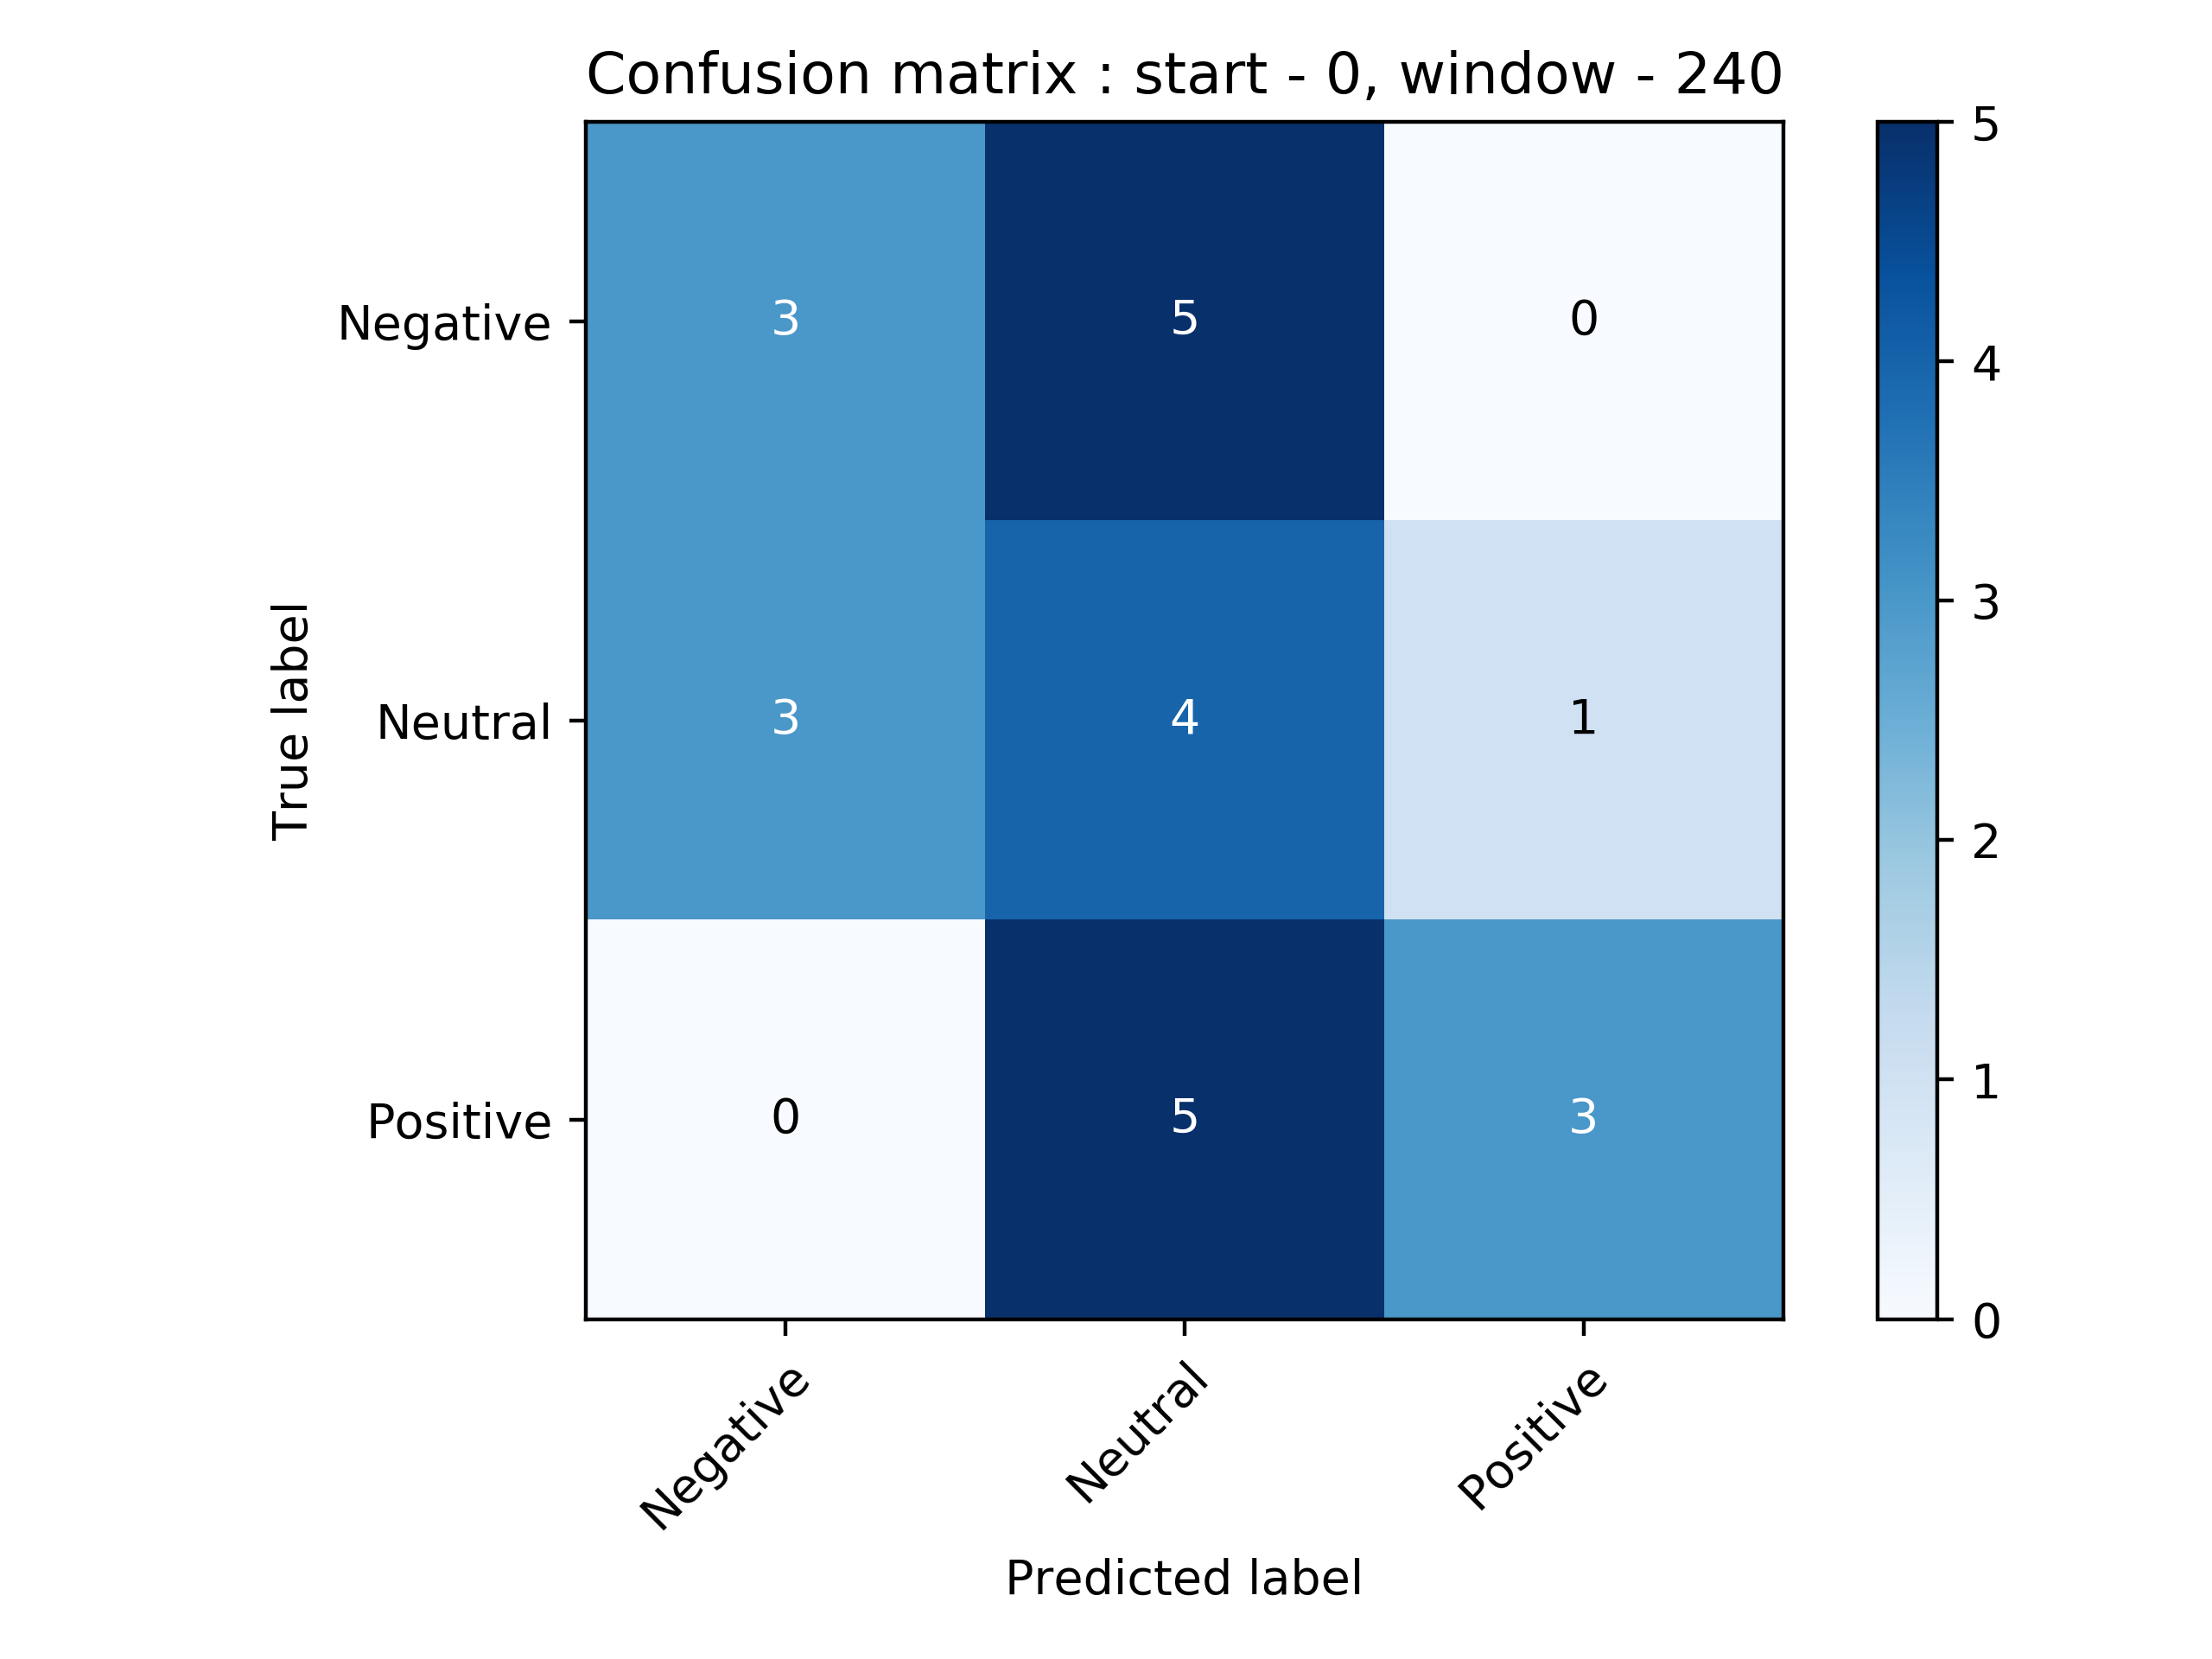 Confusion matrix : start - 0, window - 240
5
Negative 3 5 0
4
3
True label
Neutral 3 4 1
2
1
Positive 0 5 3
0
Negative Neutral Positive
Predicted label